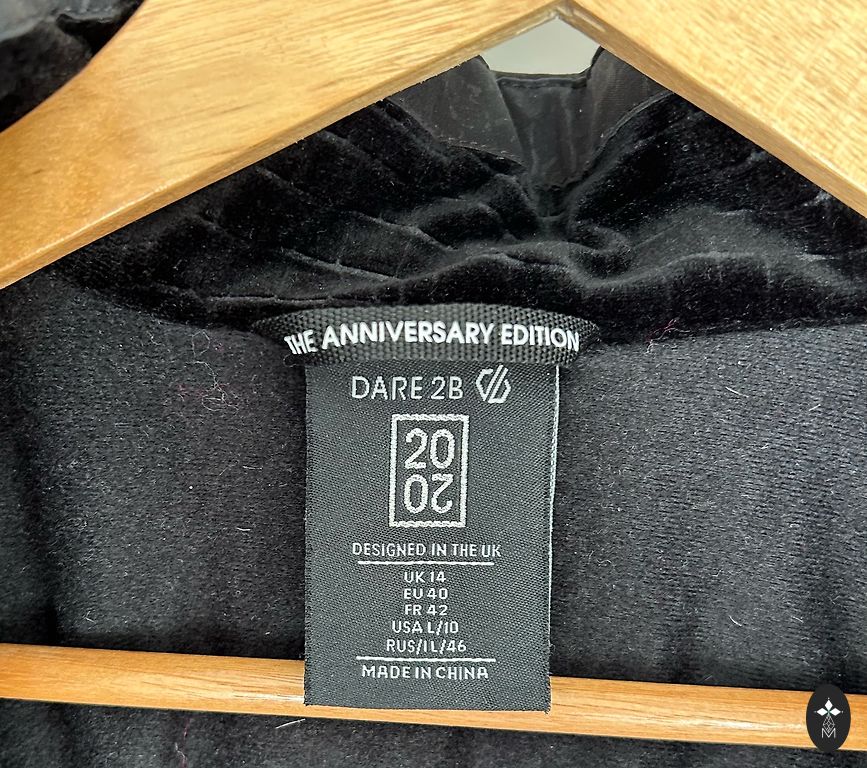 THE ANNIVERSARY EDITION
DARE 2B
20
20
DESIGNED IN THE UK
UK 14
EU 40
FR 42
USA L/10
RUS/I L/46
MADE IN CHINA
M